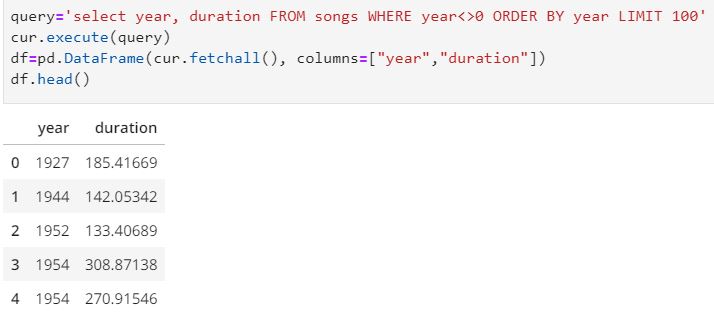 query='select year, duration FROM songs WHERE year<>0 ORDER BY year LIMIT 100'
cur.execute(query)
df=pd.DataFrame(cur.fetchall(), columns=["year","duration"])
df.head()
year duration
0 1927 185.41669
1 1944 142.05342
2 1952 133.40689
3 1954 308.87138
4 1954 270.91546